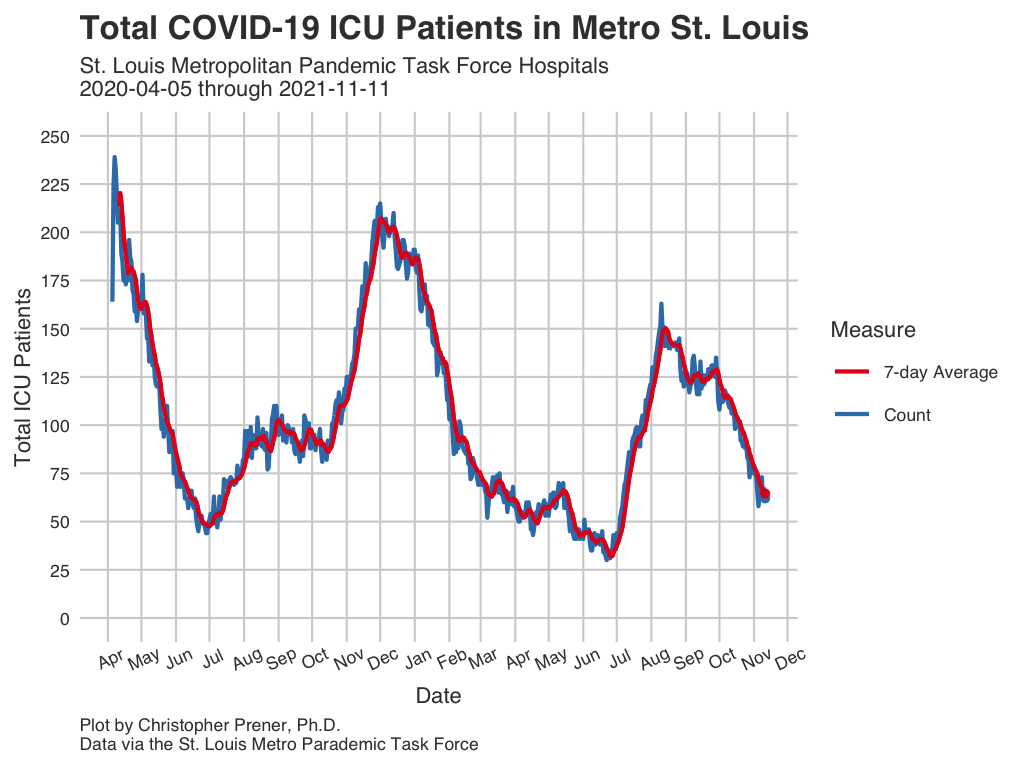 Total COVID-19 ICU Patients in Metro St. Louis
St. Louis Metropolitan Pandemic Task Force Hospitals
2020-04-05 through 2021-11-11
250
225
200
175
150
125
100
75
50
25
0
Total ICU Patients
Apr May Jun Jul Aug Sep Oct Nov Dec Jan Feb Mar Apr May Jun Jul Aug Sep Oct Nov Dec
Date
Measure
7-day Average
Count
Plot by Christopher Prener, Ph.D.
Data via the St. Louis Metro Parademic Task Force